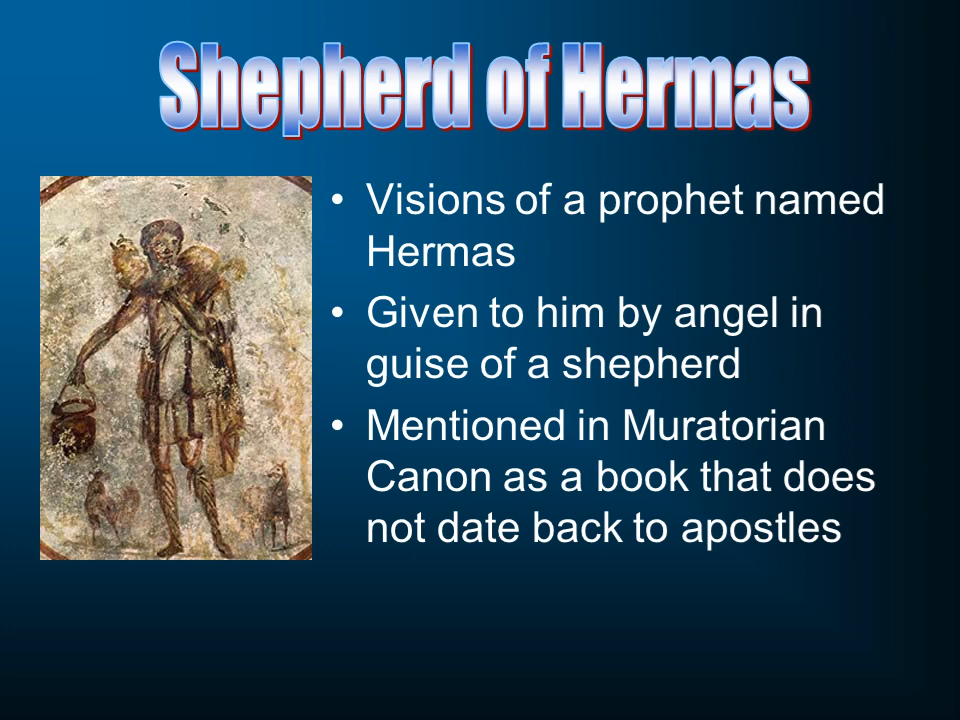 Shepherd of Hermas
• Visions of a prophet named
Hermas
• Given to him by angel in
guise of a shepherd
• Mentioned in Muratorian
Canon as a book that does
not date back to apostles